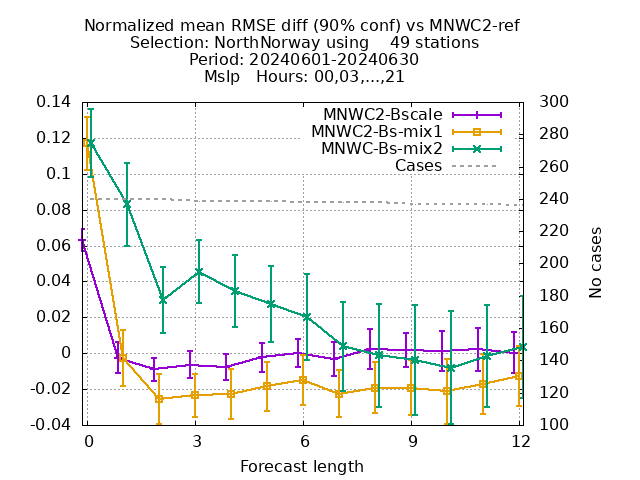 Normalized mean RMSE diff (90% conf) vs MNWC2-ref
Selection: NorthNorway using    49 stations
Period: 20240601-20240630
Mslp   Hours: 00,03,...,21
MNWC2-Bscale
MNWC2-Bs-mix1
MNWC-Bs-mix2
Cases
0.14
0.12
0.1
0.08
0.06
0.04
0.02
0
-0.02
-0.04
300
280
260
240
220
200
180
160
140
120
100
No cases
0 3 6 9 12
Forecast length